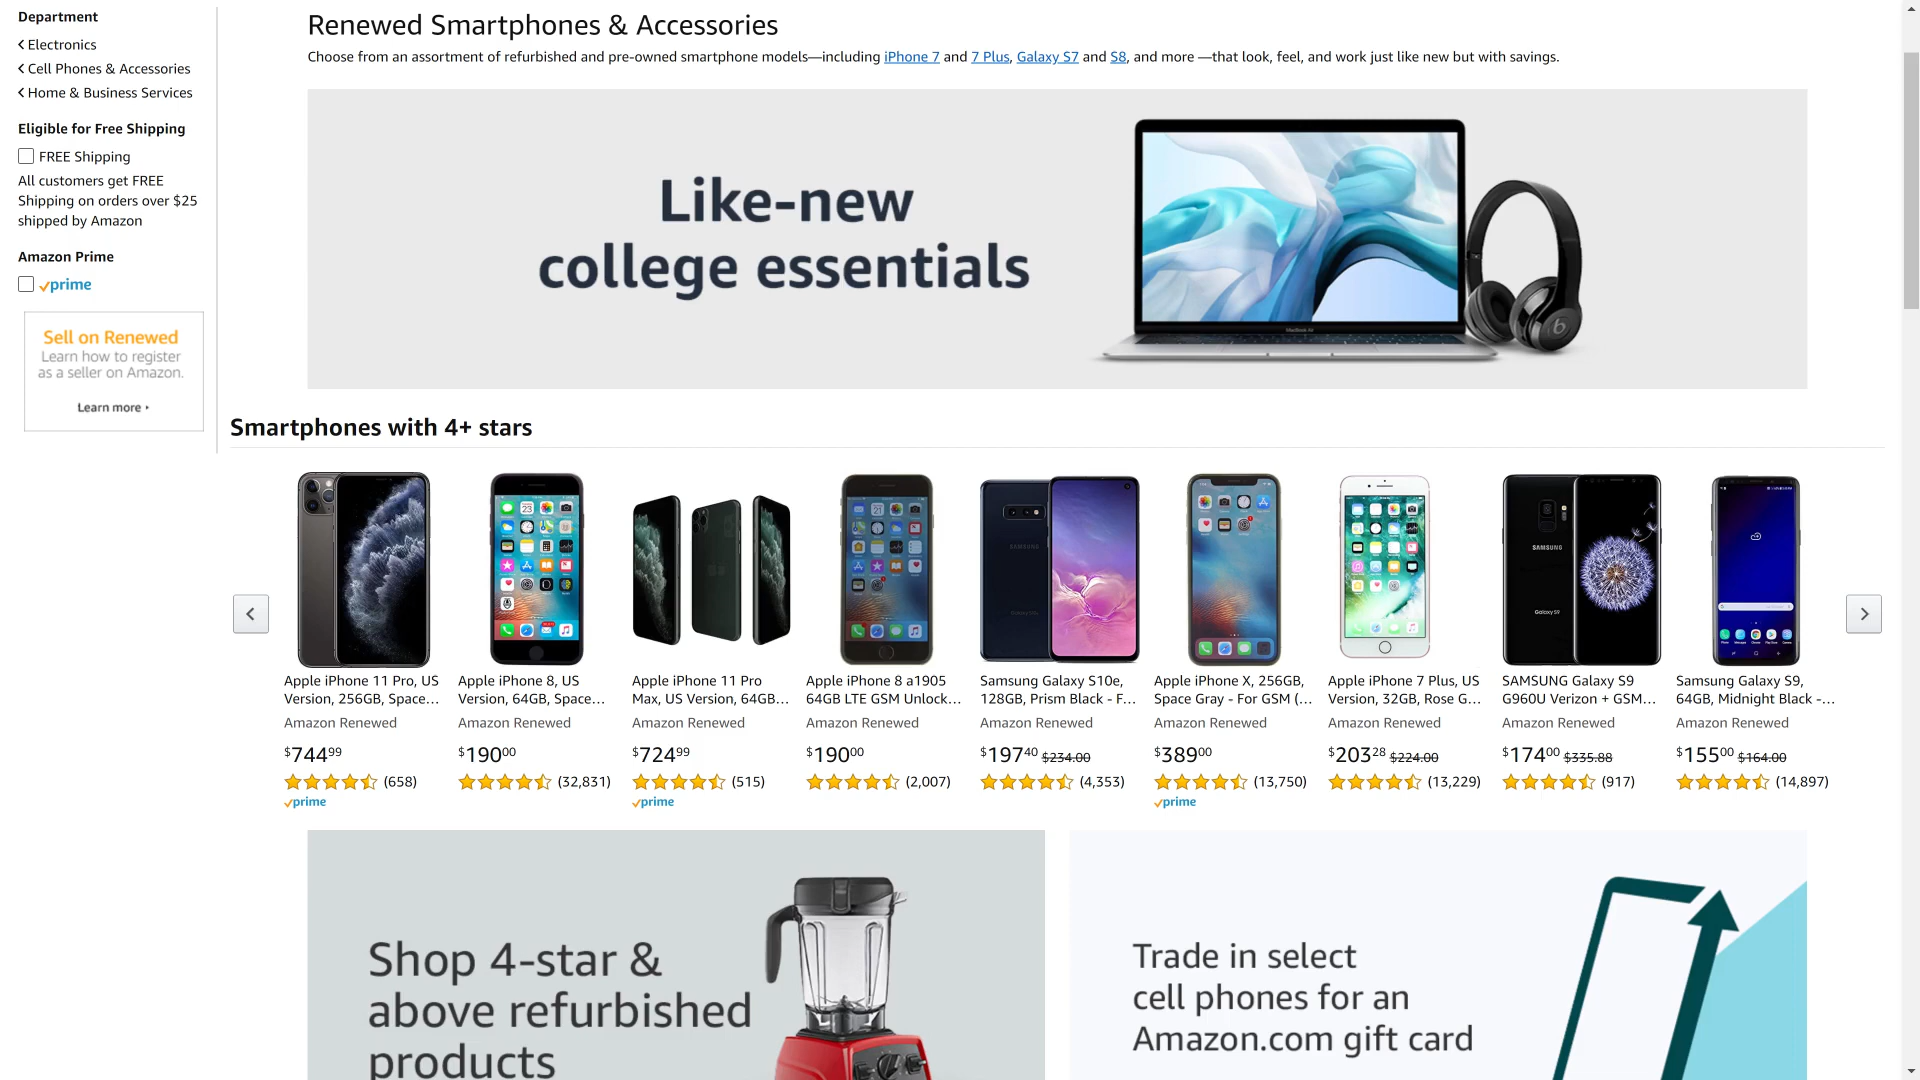 Department
Electronics
Cell Phones & Accessories
Home & Business Services
Eligible for Free Shipping
FREE Shipping
All customers get FREE
Shipping on orders over $25
shipped by Amazon
Amazon Prime
prime
Sell on Renewed
Learn how to register
as a seller on Amazon.
Learn more
Renewed Smartphones & Accessories
Choose from an assortment of refurbished and pre-owned smartphone models—including iPhone 7 and 7 Plus, Galaxy S7 and S8, and more —that look, feel, and work just like new but with savings.
Like-new
college essentials
MacBook Air
Smartphones with 4+ stars
SAMSUNG
SAMSUNG
Galaxy S9
Apple iPhone 11 Pro, US
Version, 256GB, Space…
Amazon Renewed
$744.99
(658)
prime
Apple iPhone 8, US
Version, 64GB, Space…
Amazon Renewed
$190.00
(32,831)
Apple iPhone 11 Pro
Max, US Version, 64GB…
Amazon Renewed
$724.99
(515)
prime
Apple iPhone 8 a1905
64GB LTE GSM Unlock…
Amazon Renewed
$190.00
(2,007)
Samsung Galaxy S10e,
128GB, Prism Black - F…
Amazon Renewed
$197.40 $234.00
(4,353)
Apple iPhone X, 256GB,
Space Gray - For GSM (…
Amazon Renewed
$389.00
(13,750)
prime
Apple iPhone 7 Plus, US
Version, 32GB, Rose G…
Amazon Renewed
$203.28 $224.00
(13,229)
SAMSUNG Galaxy S9
G960U Verizon + GSM…
Amazon Renewed
$174.00 $335.88
(917)
Samsung Galaxy S9,
64GB, Midnight Black -…
Amazon Renewed
$155.00 $164.00
(14,897)
Shop 4-star &
above refurbished
products
Trade in select
cell phones for an
Amazon.com gift card